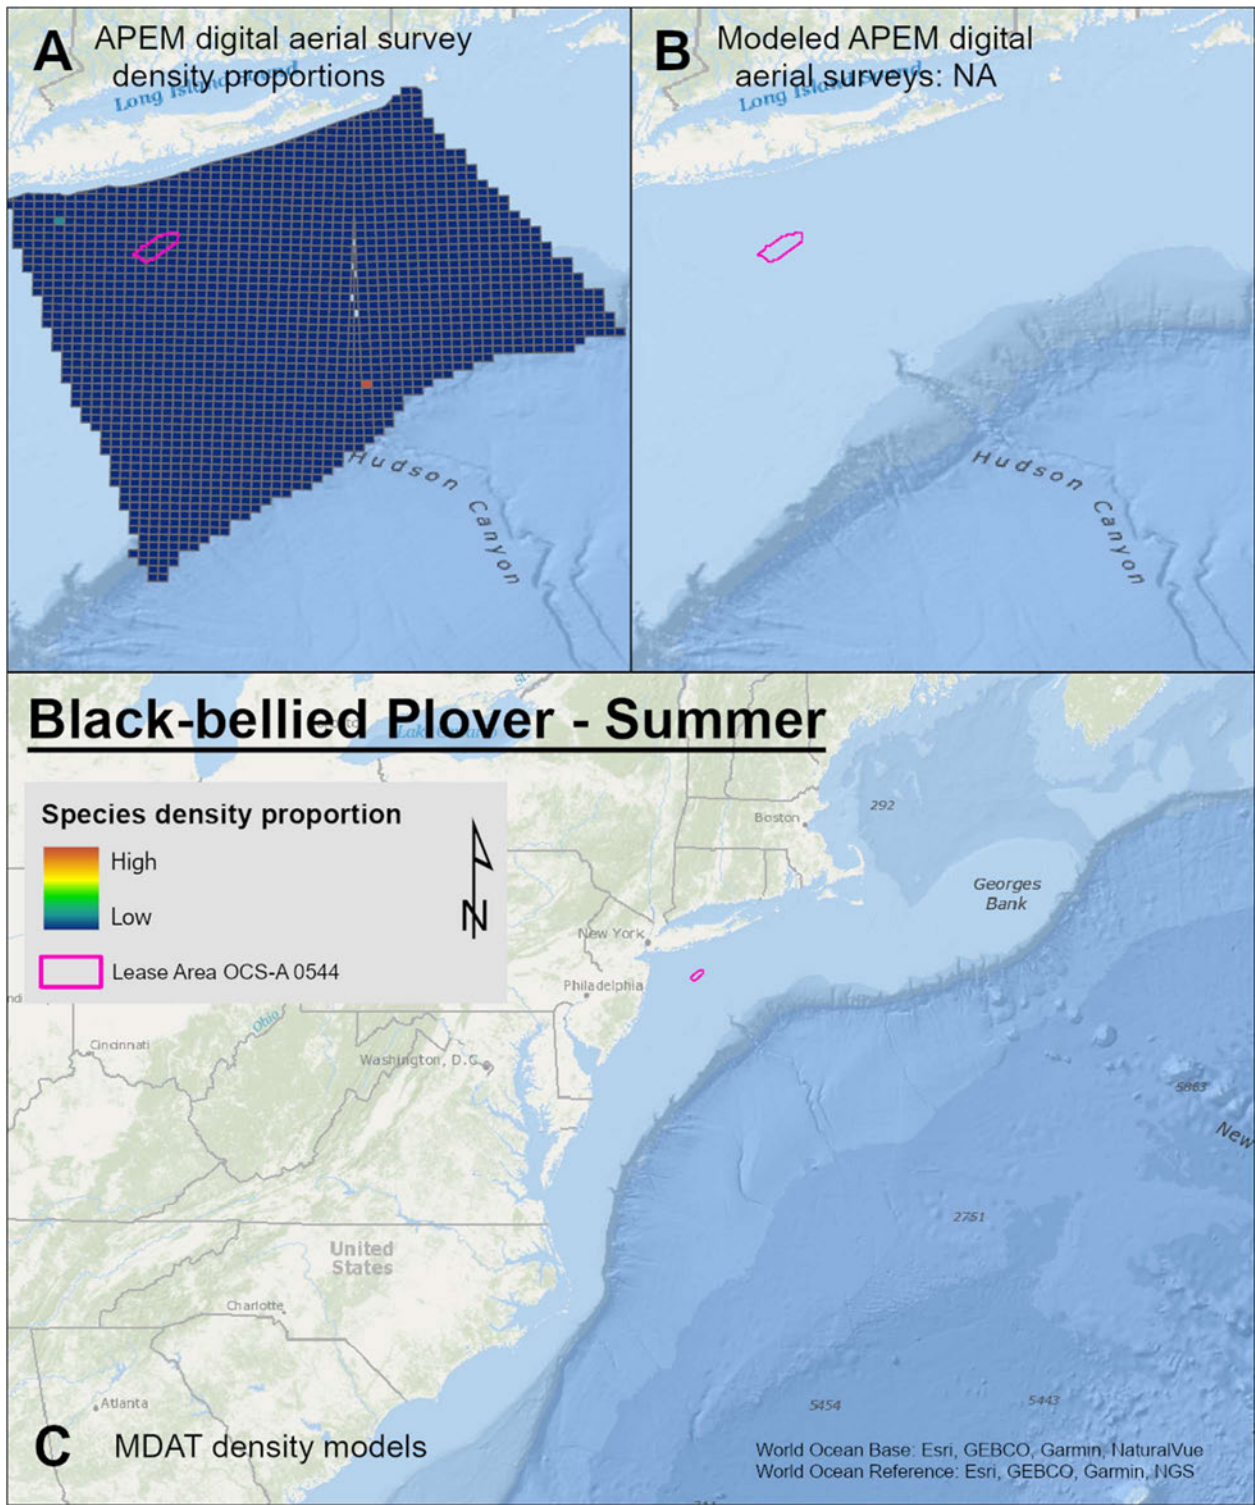 A
APEM digital aerial survey
density proportions
Long Island Sound
Hudson Canyon
B
Modeled APEM digital
aerial surveys: NA
Long Island Sound
Hudson Canyon
Black-bellied Plover - Summer
Species density proportion
High
Low
N
Lease Area OCS-A 0544
Boston
292
Georges
Bank
New York
Philadelphia
Ohio
Cincinnati
Washington, D.C.
5863
New
2751
United
States
Charlotte
Atlanta
5454
5443
C
MDAT density models
World Ocean Base: Esri, GEBCO, Garmin, NaturalVue
World Ocean Reference: Esri, GEBCO, Garmin, NGS